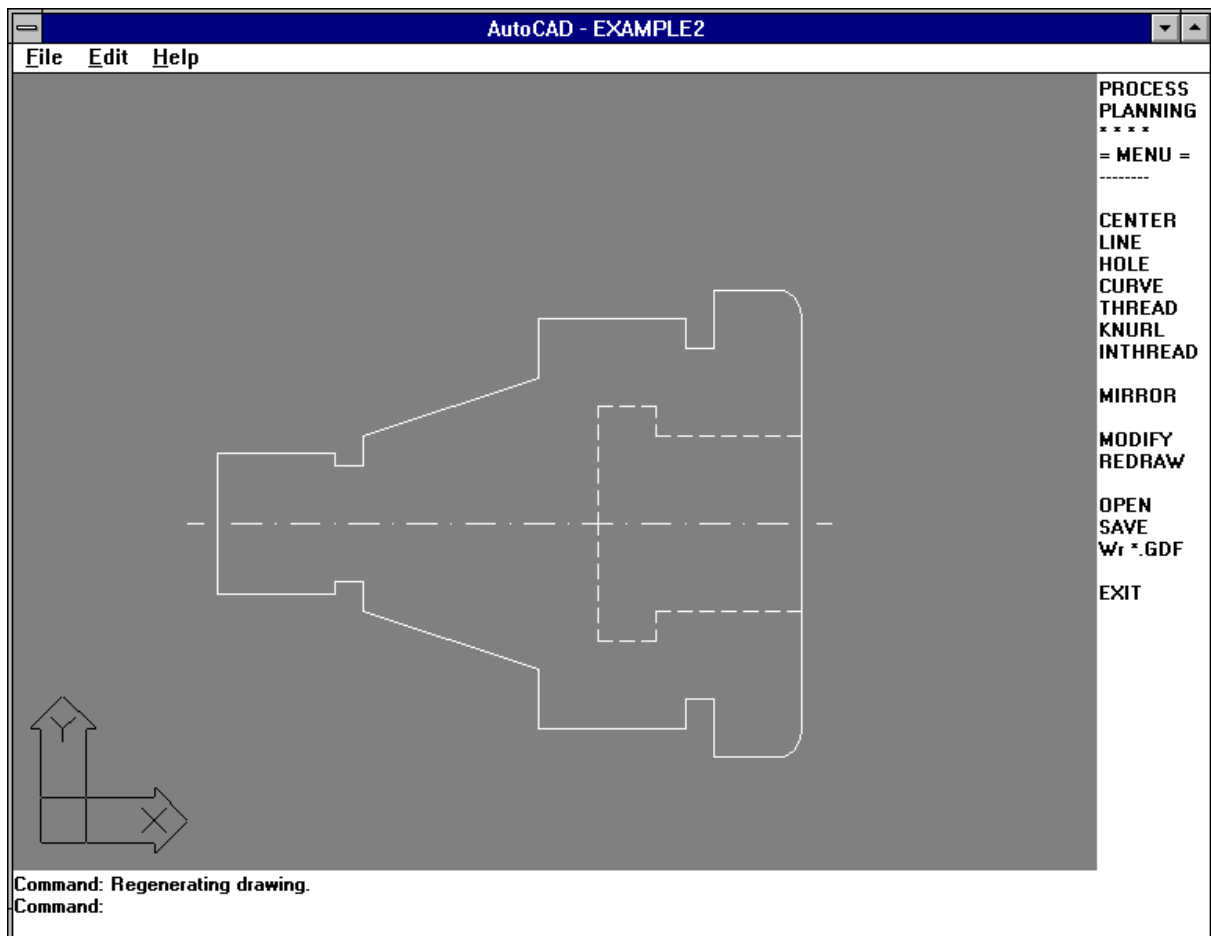 AutoCAD - EXAMPLE2
File Edit Help
PROCESS
PLANNING
* * * *
= MENU =
--------
CENTER
LINE
HOLE
CURVE
THREAD
KNURL
INTHREAD
MIRROR
MODIFY
REDRAW
OPEN
SAVE
Wr *.GDF
EXIT
Y
X
Command: Regenerating drawing.
Command: